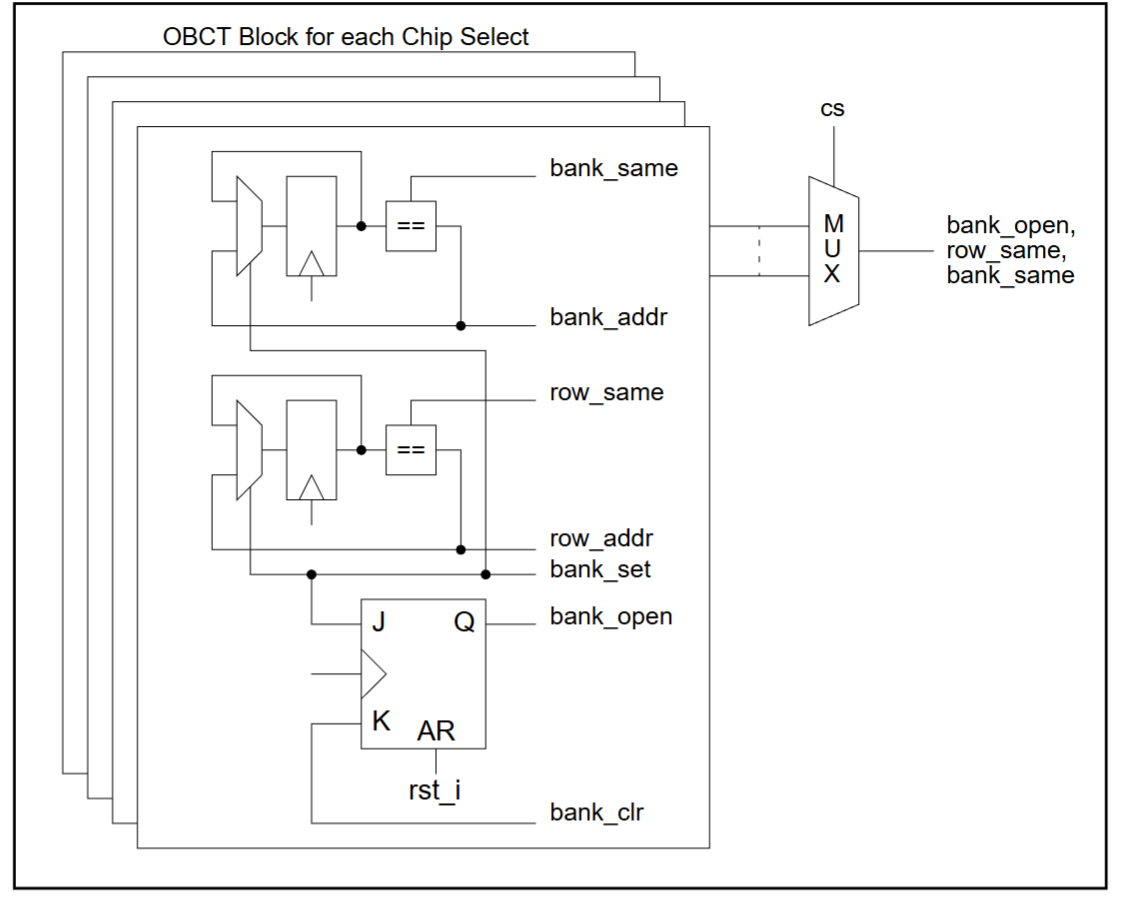 OBCT Block for each Chip Select
cs
bank_same
==
MUX
bank_open,
row_same,
bank_same
bank_addr
row_same
==
row_addr
bank_set
J
Q
bank_open
K
AR
rst_i
bank_clr